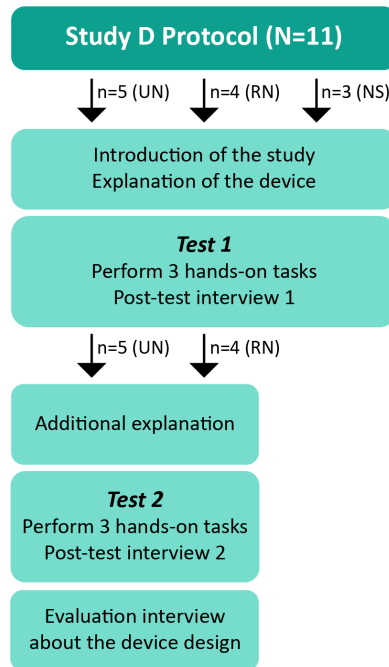 Study D Protocol (N=11)
n=5 (UN) n=4 (RN) n=3 (NS)
Introduction of the study
Explanation of the device
Test 1
Perform 3 hands-on tasks
Post-test interview 1
n=5 (UN) n=4 (RN)
Additional explanation
Test 2
Perform 3 hands-on tasks
Post-test interview 2
Evaluation interview
about the device design